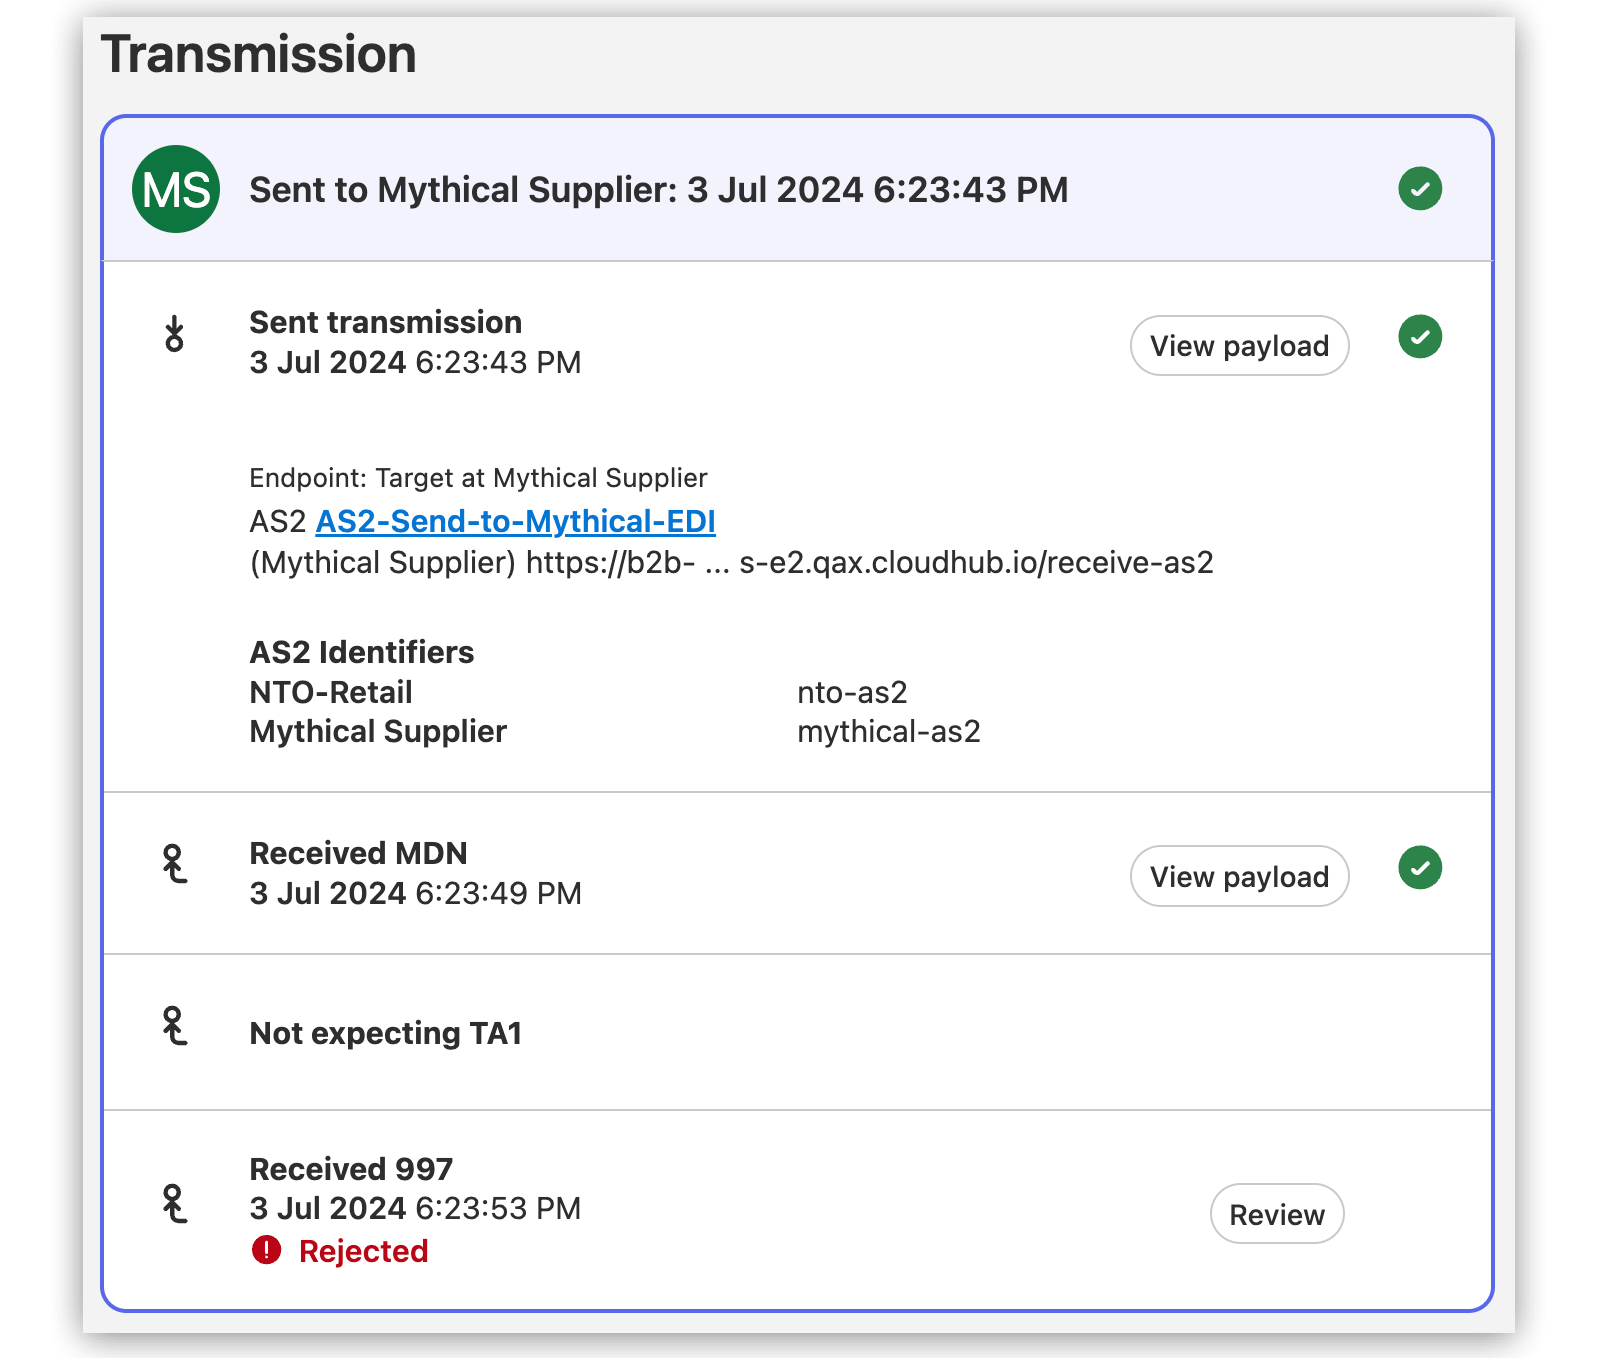 Transmission
MS
Sent to Mythical Supplier: 3 Jul 2024 6:23:43 PM
Sent transmission
3 Jul 2024 6:23:43 PM
View payload
Endpoint: Target at Mythical Supplier
AS2 AS2-Send-to-Mythical-EDI
(Mythical Supplier) https://b2b- ... s-e2.qax.cloudhub.io/receive-as2
AS2 Identifiers
NTO-Retail nto-as2
Mythical Supplier mythical-as2
Received MDN
3 Jul 2024 6:23:49 PM
View payload
Not expecting TA1
Received 997
3 Jul 2024 6:23:53 PM
Rejected
Review